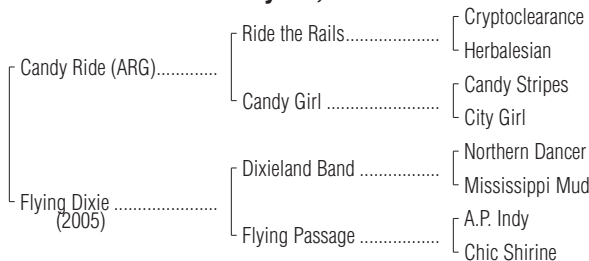 Cryptoclearance
Ride the Rails....................
Herbalesian
Candy Ride (ARG).............
Candy Stripes
Candy Girl ........................
City Girl
Northern Dancer
Dixieland Band .................
Mississippi Mud
Flying Dixie ......................
(2005)
A.P. Indy
Flying Passage .................
Chic Shirine